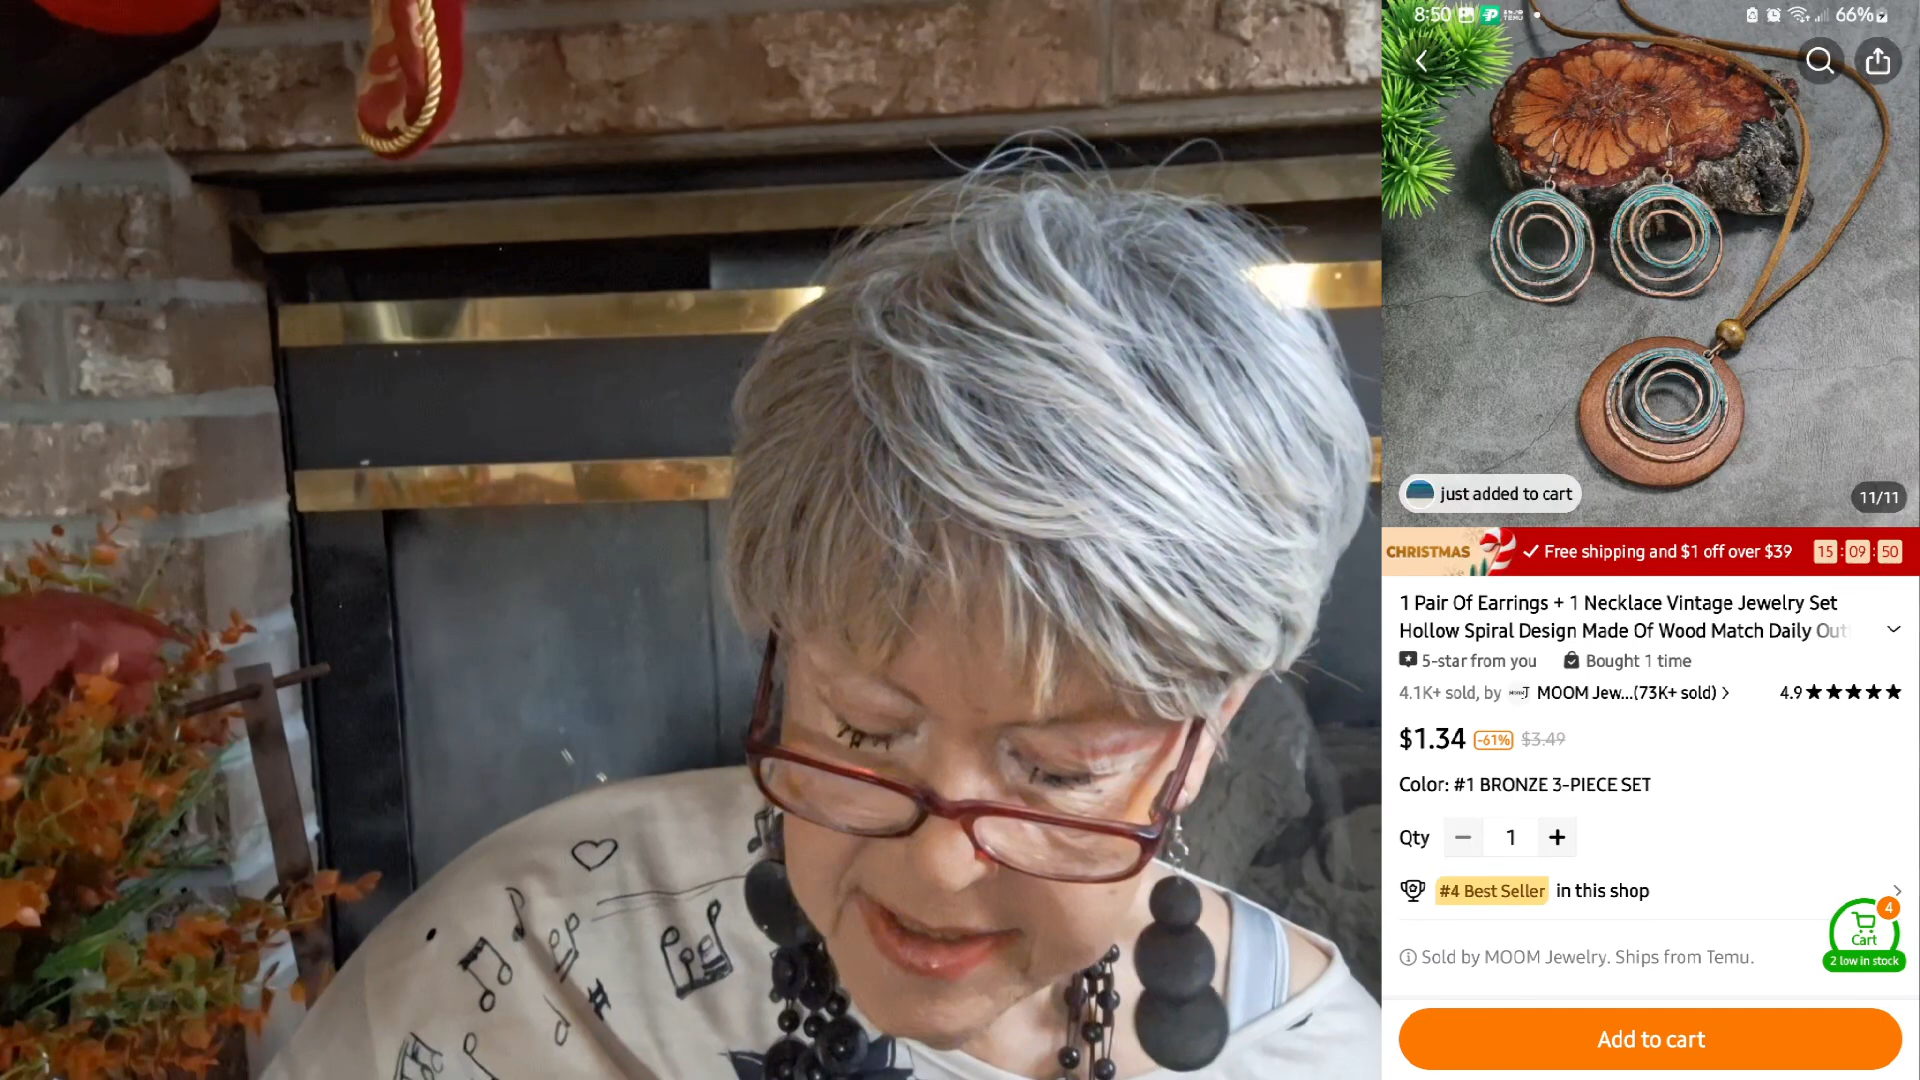 8:50
66%
just added to cart
11/11
CHRISTMAS
Free shipping and $1 off over $39
15:09:50
1 Pair Of Earrings + 1 Necklace Vintage Jewelry Set
Hollow Spiral Design Made Of Wood Match Daily Out
5-star from you
Bought 1 time
4.1K+ sold, by MOOM Jew...(73K+ sold)
4.9
$1.34 -61% $3.49
Color: #1 BRONZE 3-PIECE SET
Qty − 1 +
#4 Best Seller in this shop
4
Cart
2 low in stock
Sold by MOOM Jewelry. Ships from Temu.
Add to cart